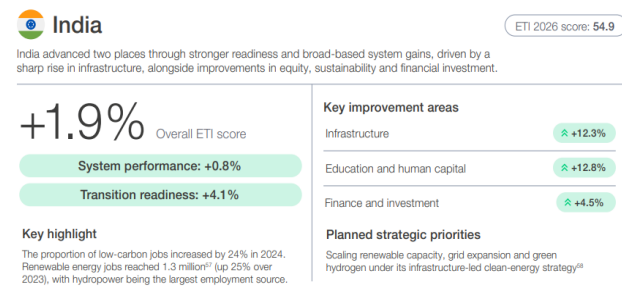 India
ETI 2026 score: 54.9
India advanced two places through stronger readiness and broad-based system gains, driven by a
sharp rise in infrastructure, alongside improvements in equity, sustainability and financial investment.
+1.9% Overall ETI score
System performance: +0.8%
Transition readiness: +4.1%
Key highlight
The proportion of low-carbon jobs increased by 24% in 2024.
Renewable energy jobs reached 1.3 million⁵⁷ (up 25% over
2023), with hydropower being the largest employment source.
Key improvement areas
Infrastructure +12.3%
Education and human capital +12.8%
Finance and investment +4.5%
Planned strategic priorities
Scaling renewable capacity, grid expansion and green
hydrogen under its infrastructure-led clean-energy strategy⁵⁸